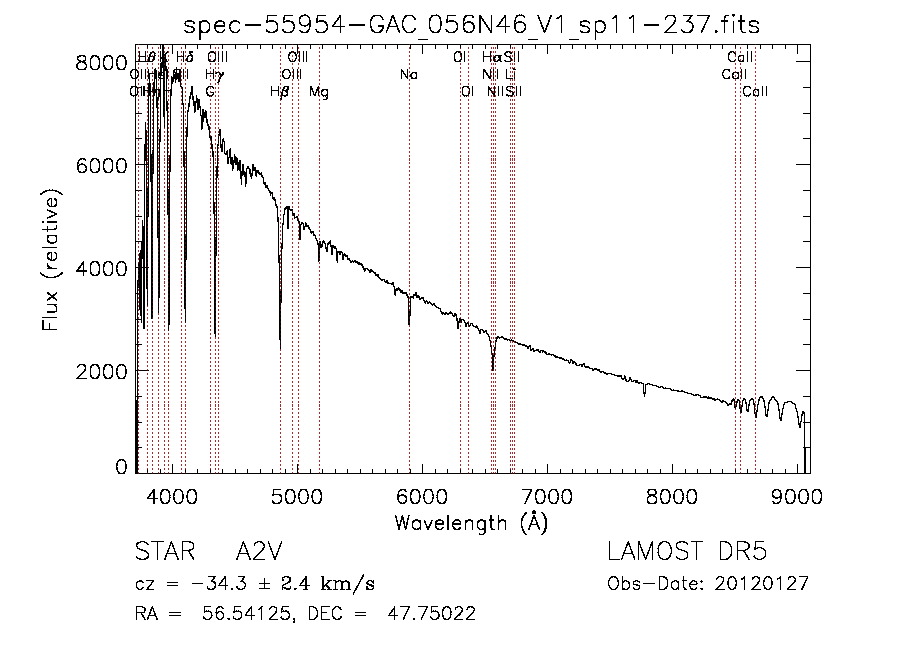 spec-55954-GAC_056N46_V1_sp11-237.fits
Hδ OIII OIII OI Hα SII CaII
Hγ OIII Na NII Li CaII
G Hβ Mg OI NII SII CaII
8000
6000
4000
2000
0
Flux (relative)
4000 5000 6000 7000 8000 9000
Wavelength (Å)
STAR A2V LAMOST DR5
cz = -34.3 ± 2.4 km/s Obs-Date: 20120127
RA = 56.54125, DEC = 47.75022